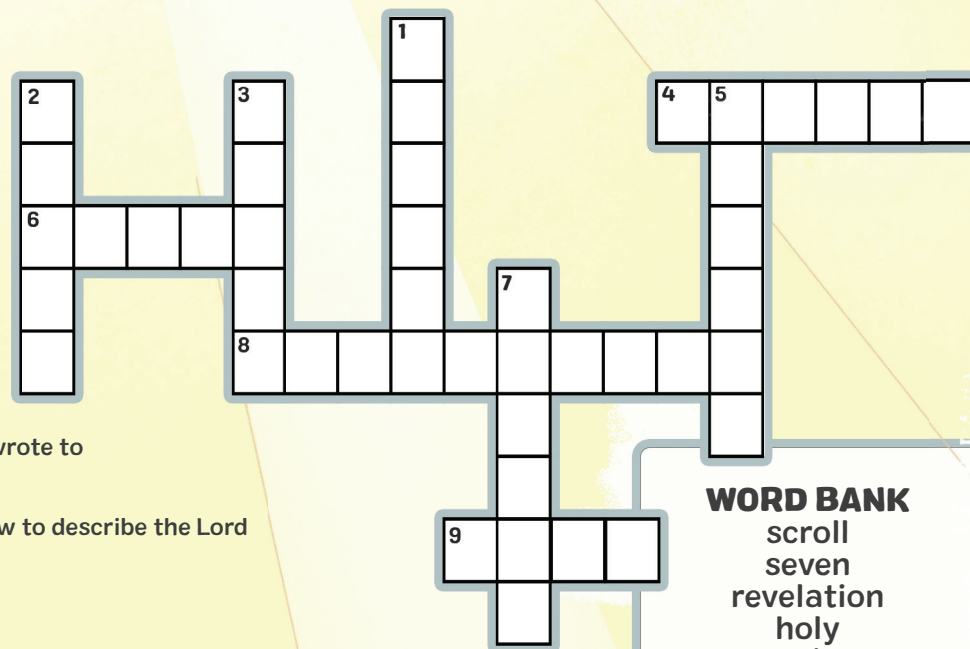 1
2
3
4 5
6
7
8
9
wrote to
w to describe the Lord
WORD BANK
scroll
seven
revelation
holy